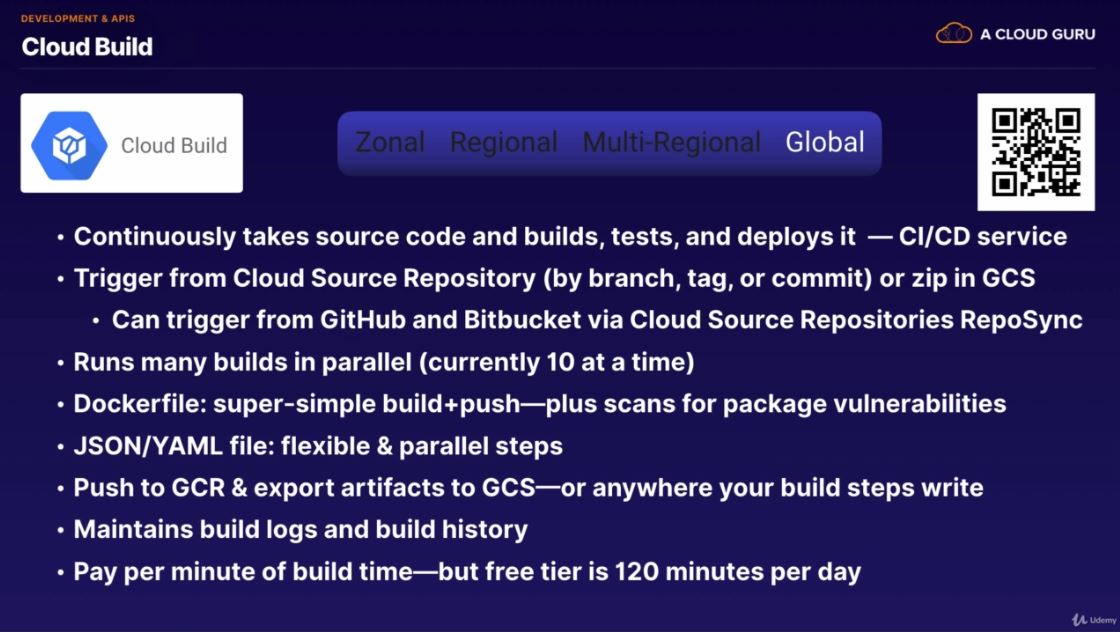 DEVELOPMENT & APIS
Cloud Build
A CLOUD GURU
Cloud Build
Zonal Regional Multi-Regional Global
• Continuously takes source code and builds, tests, and deploys it — CI/CD service
• Trigger from Cloud Source Repository (by branch, tag, or commit) or zip in GCS
• Can trigger from GitHub and Bitbucket via Cloud Source Repositories RepoSync
• Runs many builds in parallel (currently 10 at a time)
• Dockerfile: super-simple build+push—plus scans for package vulnerabilities
• JSON/YAML file: flexible & parallel steps
• Push to GCR & export artifacts to GCS—or anywhere your build steps write
• Maintains build logs and build history
• Pay per minute of build time—but free tier is 120 minutes per day
Udemy